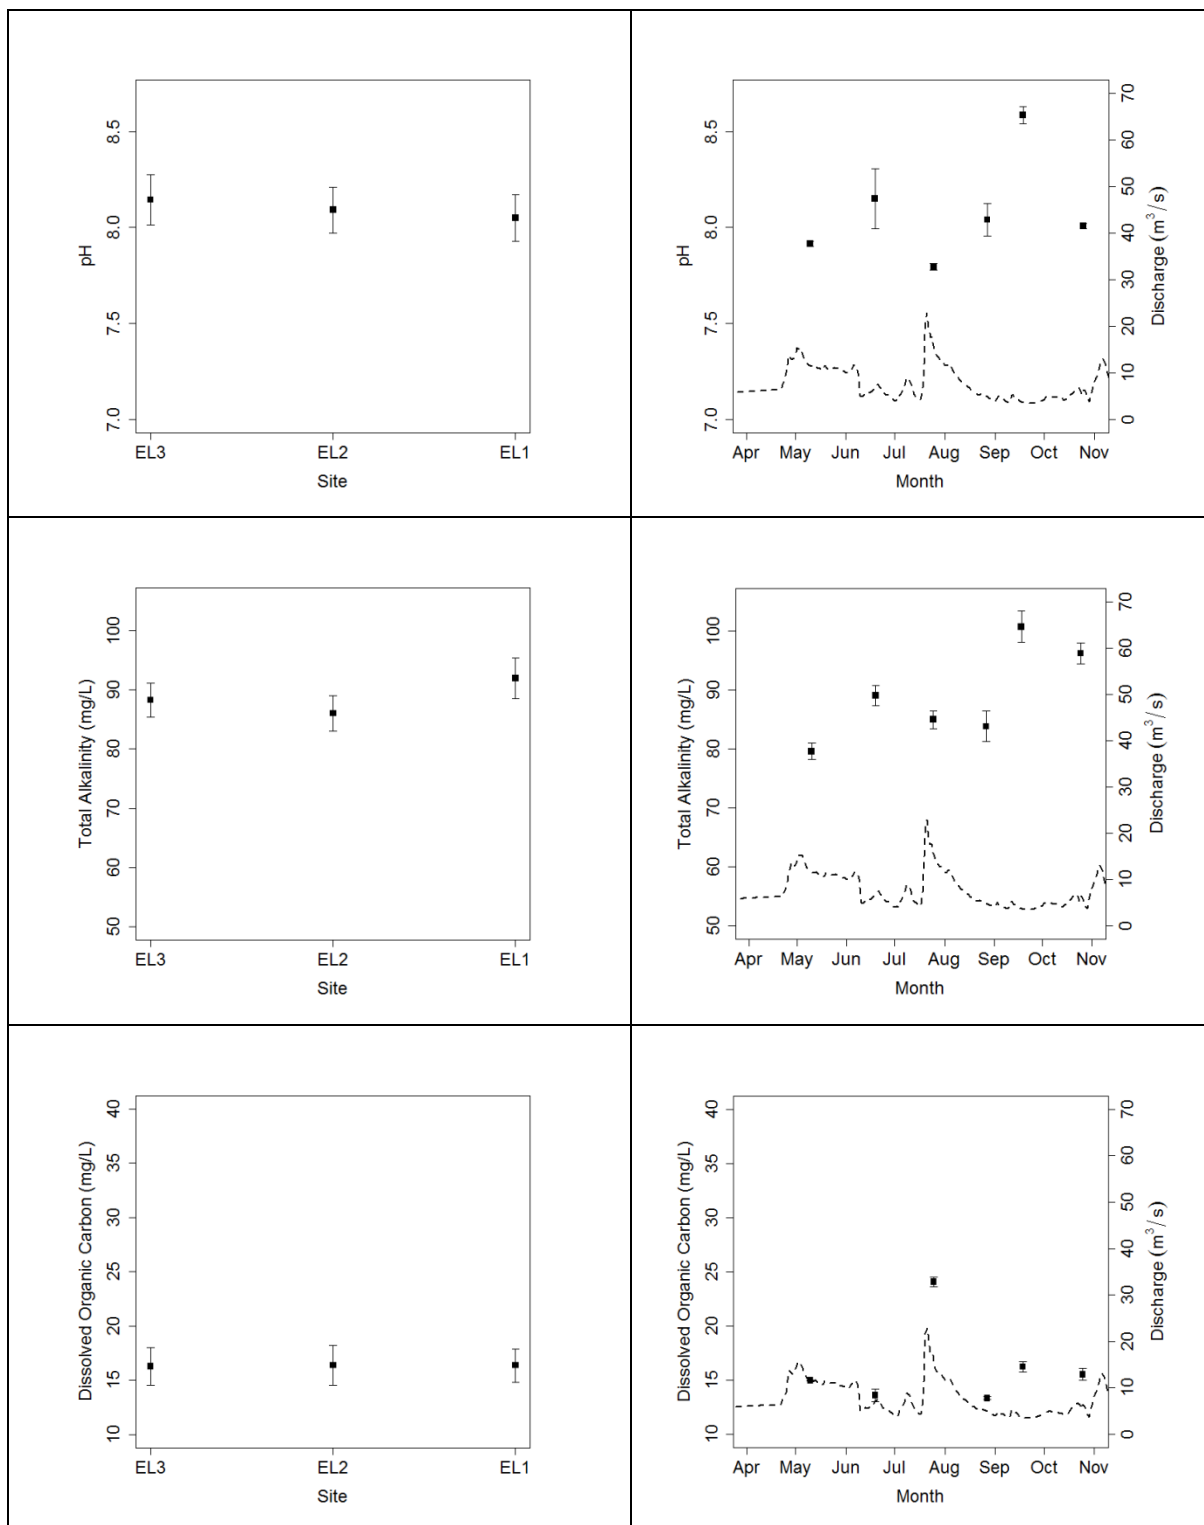 8.5
8.0
7.5
7.0
pH
EL3 EL2 EL1
Site
8.5
8.0
7.5
7.0
pH
70
60
50
40
30
20
10
0
Discharge (m³/s)
Apr May Jun Jul Aug Sep Oct Nov
Month
100
90
80
70
60
50
Total Alkalinity (mg/L)
EL3 EL2 EL1
Site
100
90
80
70
60
50
Total Alkalinity (mg/L)
70
60
50
40
30
20
10
0
Discharge (m³/s)
Apr May Jun Jul Aug Sep Oct Nov
Month
40
35
30
25
20
15
10
Dissolved Organic Carbon (mg/L)
EL3 EL2 EL1
Site
40
35
30
25
20
15
10
Dissolved Organic Carbon (mg/L)
70
60
50
40
30
20
10
0
Discharge (m³/s)
Apr May Jun Jul Aug Sep Oct Nov
Month